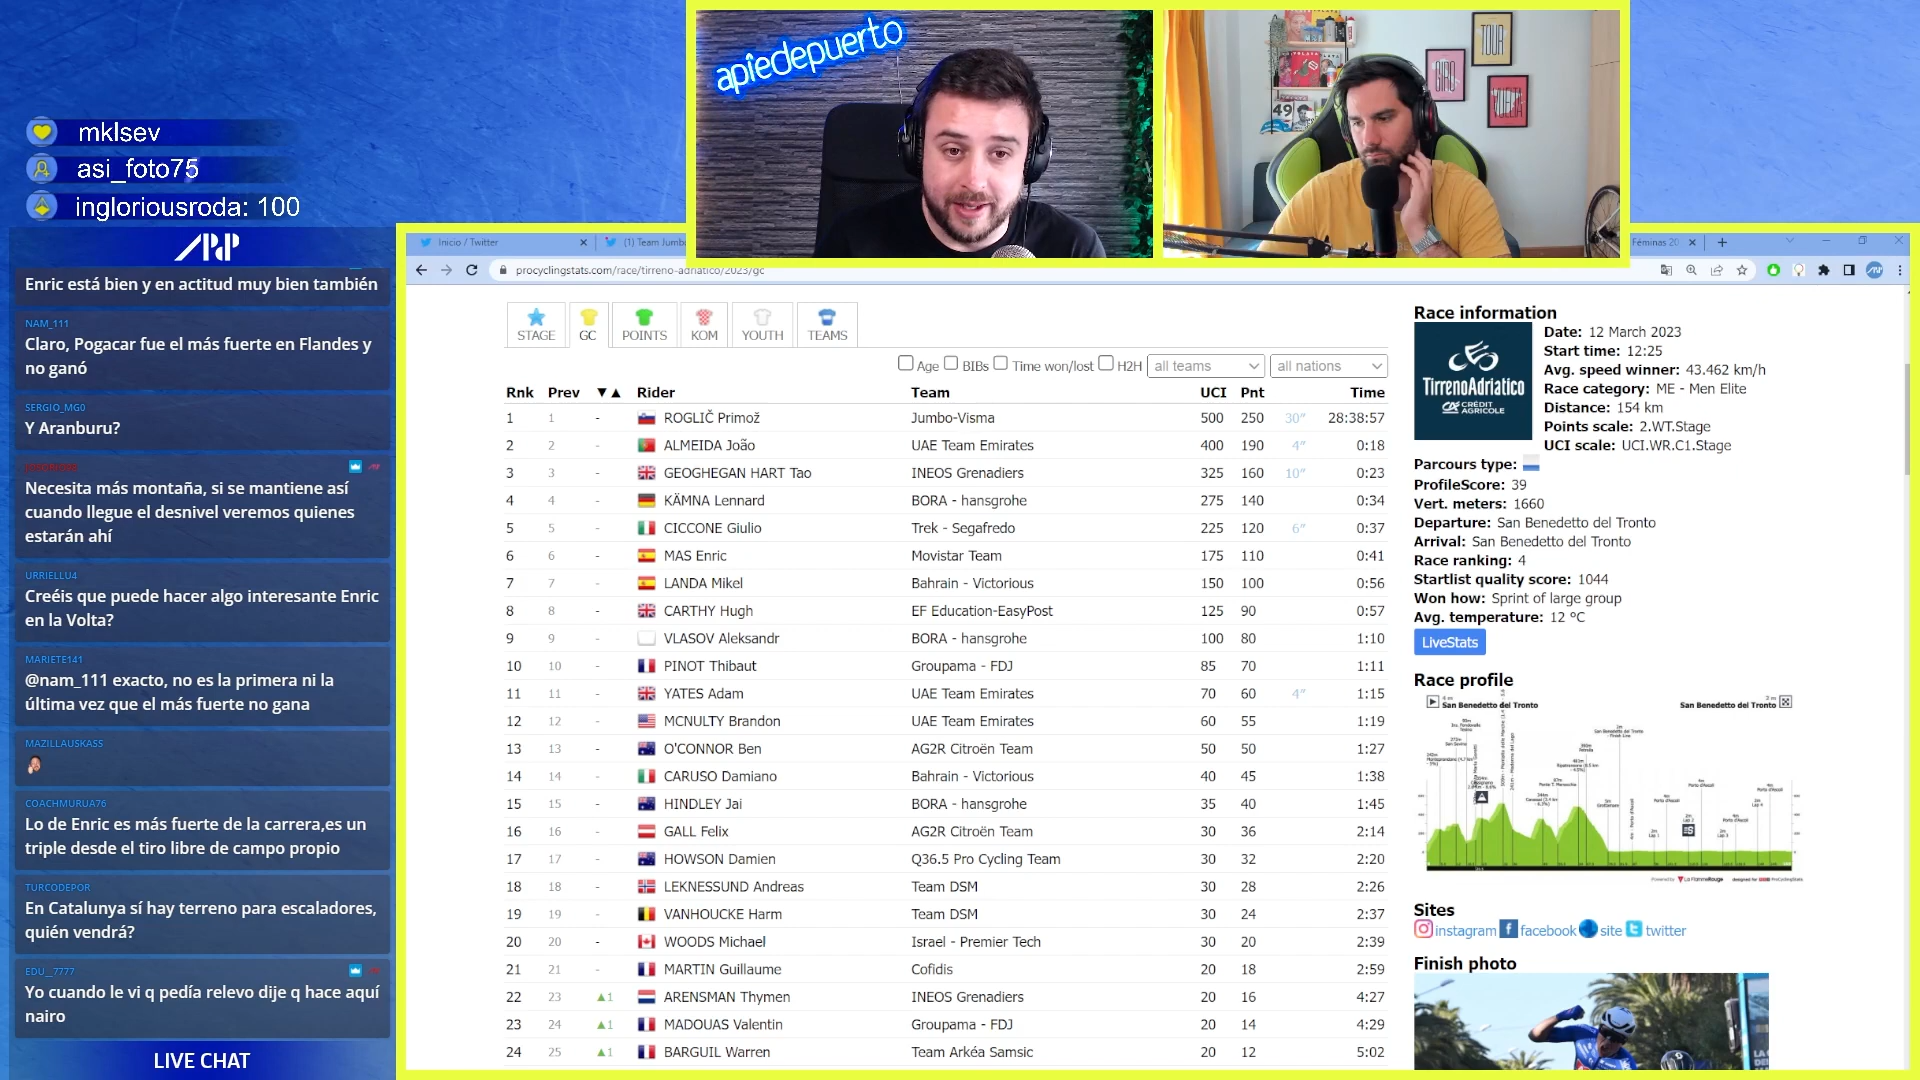 mklsev
asi_foto75
ingloriousroda: 100
apiedepuerto
TOUR
GIRO
49
Enric está bien y en actitud muy bien también
NAM_111
Claro, Pogacar fue el más fuerte en Flandes y
no ganó
SERGIO_MG0
Y Aranburu?
Necesita más montaña, si se mantiene así
cuando llegue el desnivel veremos quienes
estarán ahí
URRIELLU4
Creéis que puede hacer algo interesante Enric
en la Volta?
MARIETE141
@nam_111 exacto, no es la primera ni la
última vez que el más fuerte no gana
MAZILLAUSKASS
COACHMURUA76
Lo de Enric es más fuerte de la carrera,es un
triple desde el tiro libre de campo propio
TURCODEPOR
En Catalunya sí hay terreno para escaladores,
quién vendrá?
EDU_7777
Yo cuando le vi q pedía relevo dije q hace aquí
nairo
LIVE CHAT
Inicio / Twitter
(1) Team Jumbo
Féminas 20
procyclingstats.com/race/tirreno-adriatico/2023/gc
STAGE GC POINTS KOM YOUTH TEAMS
Age BIBs Time won/lost H2H all teams all nations
Rnk Prev ▼▲ Rider Team UCI Pnt Time
1 1 - ROGLIČ Primož Jumbo-Visma 500 250 30″ 28:38:57
2 2 - ALMEIDA João UAE Team Emirates 400 190 4″ 0:18
3 3 - GEOGHEGAN HART Tao INEOS Grenadiers 325 160 10″ 0:23
4 4 - KÄMNA Lennard BORA - hansgrohe 275 140 0:34
5 5 - CICCONE Giulio Trek - Segafredo 225 120 6″ 0:37
6 6 - MAS Enric Movistar Team 175 110 0:41
7 7 - LANDA Mikel Bahrain - Victorious 150 100 0:56
8 8 - CARTHY Hugh EF Education-EasyPost 125 90 0:57
9 9 - VLASOV Aleksandr BORA - hansgrohe 100 80 1:10
10 10 - PINOT Thibaut Groupama - FDJ 85 70 1:11
11 11 - YATES Adam UAE Team Emirates 70 60 4″ 1:15
12 12 - MCNULTY Brandon UAE Team Emirates 60 55 1:19
13 13 - O'CONNOR Ben AG2R Citroën Team 50 50 1:27
14 14 - CARUSO Damiano Bahrain - Victorious 40 45 1:38
15 15 - HINDLEY Jai BORA - hansgrohe 35 40 1:45
16 16 - GALL Felix AG2R Citroën Team 30 36 2:14
17 17 - HOWSON Damien Q36.5 Pro Cycling Team 30 32 2:20
18 18 - LEKNESSUND Andreas Team DSM 30 28 2:26
19 19 - VANHOUCKE Harm Team DSM 30 24 2:37
20 20 - WOODS Michael Israel - Premier Tech 30 20 2:39
21 21 - MARTIN Guillaume Cofidis 20 18 2:59
22 23 ▲1 ARENSMAN Thymen INEOS Grenadiers 20 16 4:27
23 24 ▲1 MADOUAS Valentin Groupama - FDJ 20 14 4:29
24 25 ▲1 BARGUIL Warren Team Arkéa Samsic 20 12 5:02
Race information
TirrenoAdriatico
CRÉDIT
AGRICOLE
Date: 12 March 2023
Start time: 12:25
Avg. speed winner: 43.462 km/h
Race category: ME - Men Elite
Distance: 154 km
Points scale: 2.WT.Stage
UCI scale: UCI.WR.C1.Stage
Parcours type:
ProfileScore: 39
Vert. meters: 1660
Departure: San Benedetto del Tronto
Arrival: San Benedetto del Tronto
Race ranking: 4
Startlist quality score: 1044
Won how: Sprint of large group
Avg. temperature: 12 °C
LiveStats
Race profile
San Benedetto del Tronto
San Benedetto del Tronto
Sites
instagram facebook site twitter
Finish photo